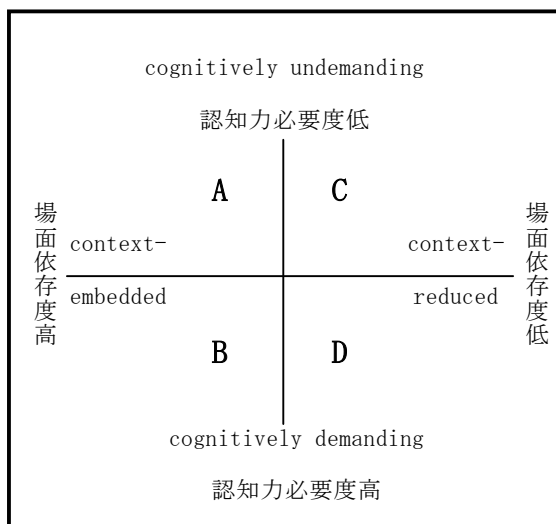 cognitively undemanding
認知力必要度低
A C
場面依存度高
context-
embedded
context-
reduced
場面依存度低
B D
cognitively demanding
認知力必要度高